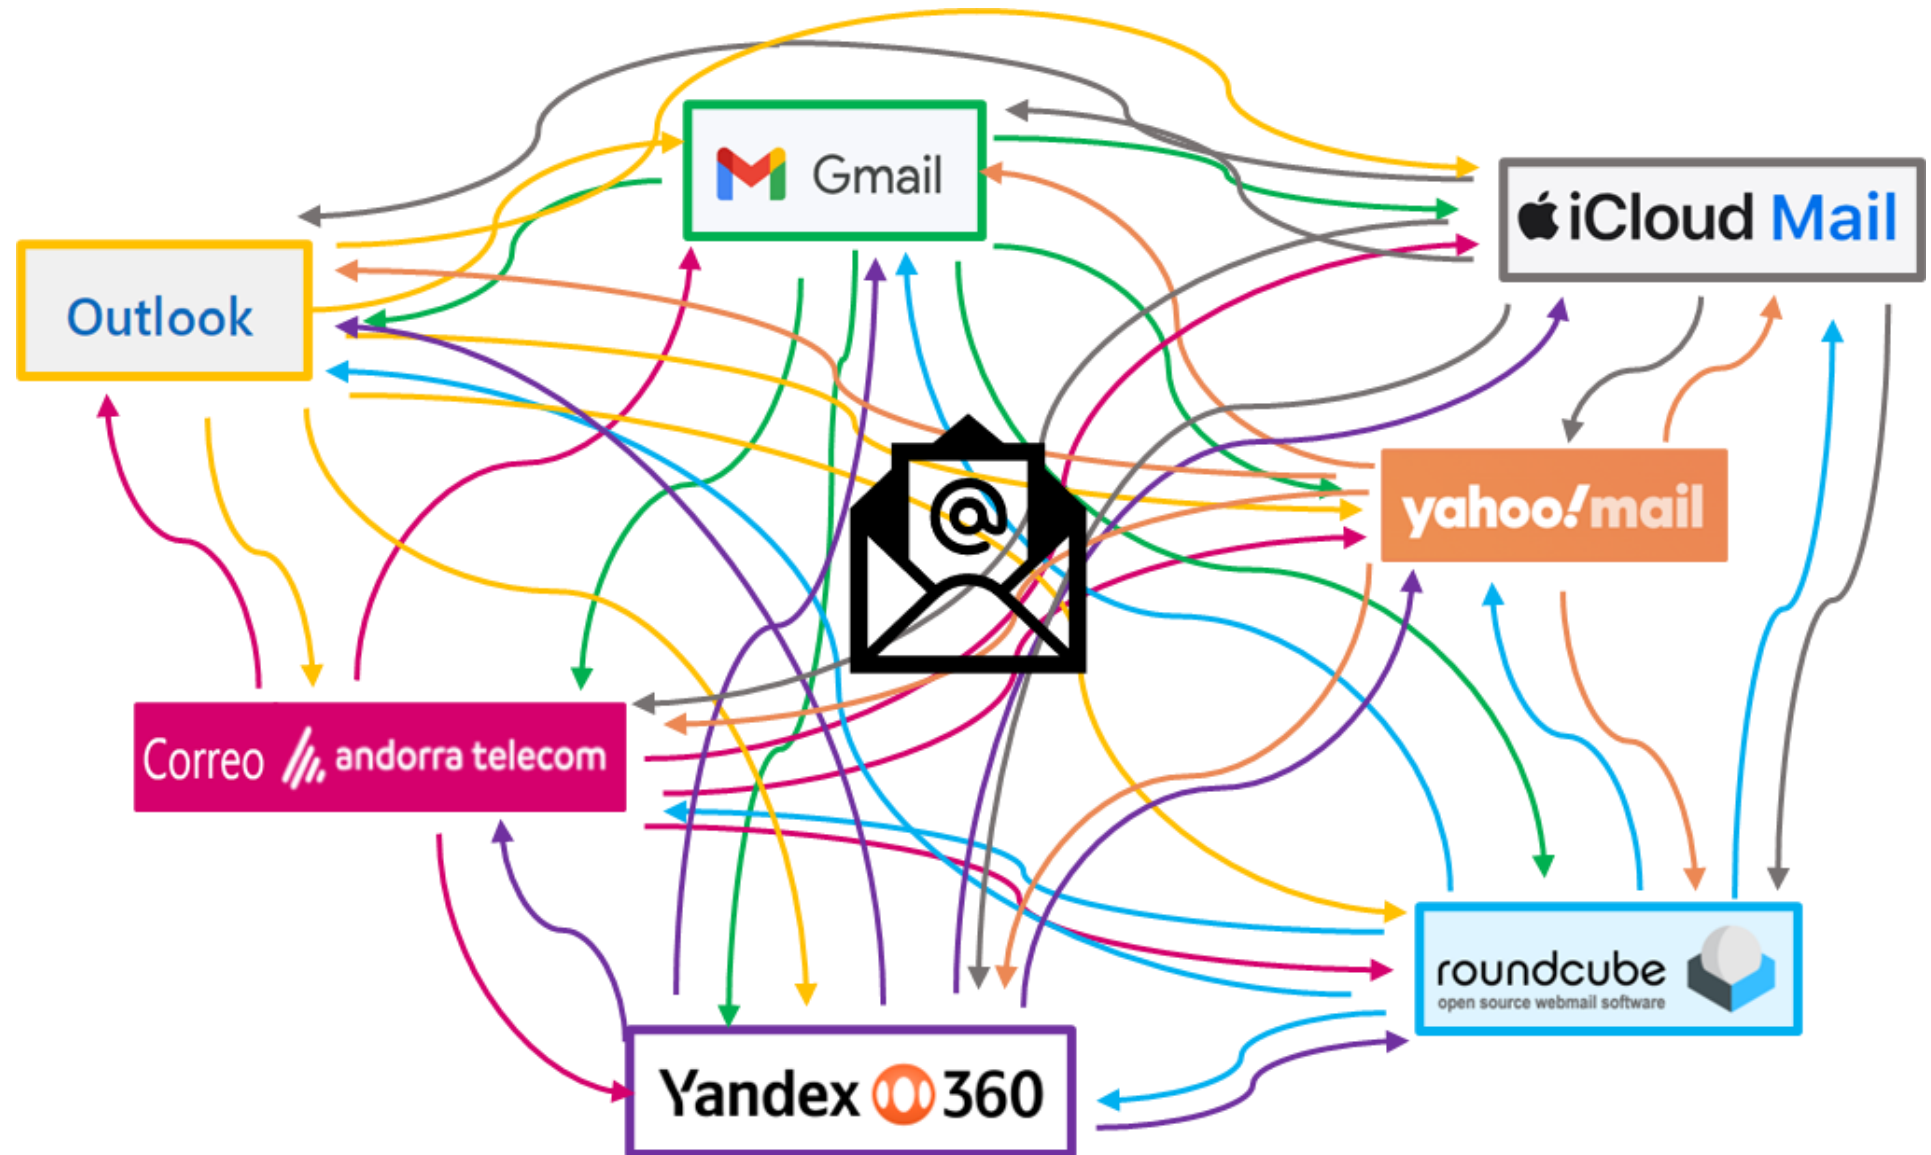 Gmail
iCloud Mail
Outlook
yahoo!mail
@
Correo andorra telecom
roundcube
open source webmail software
Yandex 360